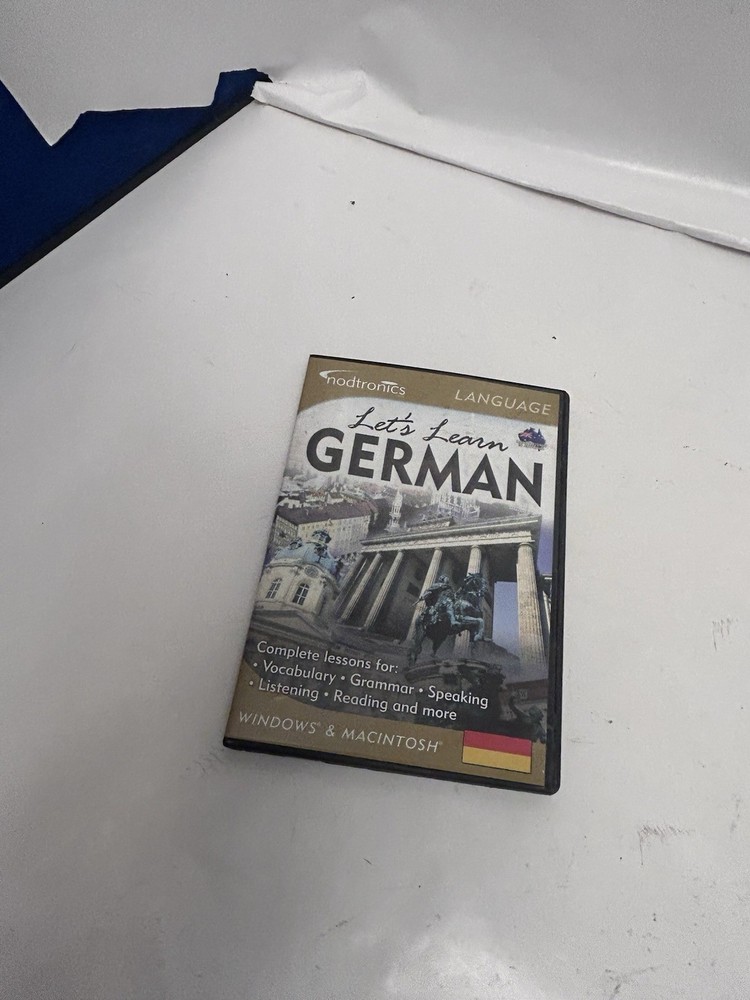 nodtronics
LANGUAGE
Let's Learn
GERMAN
Complete lessons for:
• Vocabulary • Grammar • Speaking
• Listening • Reading and more
WINDOWS® & MACINTOSH®